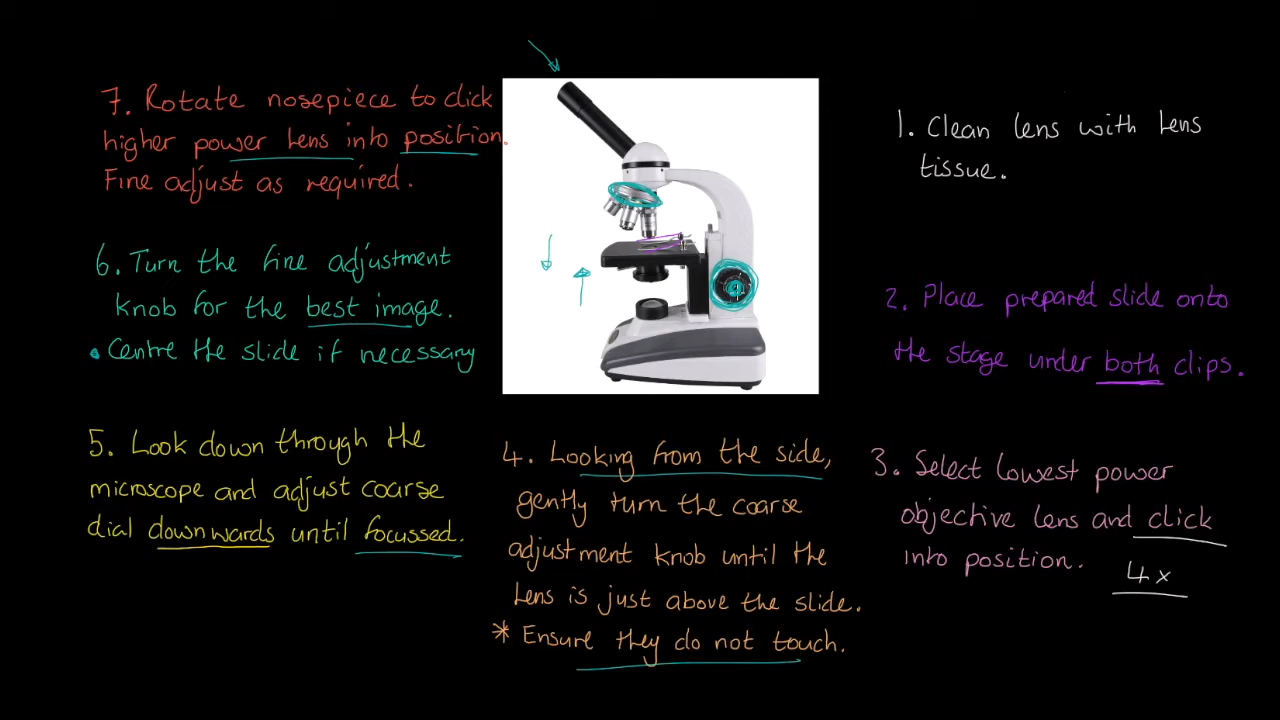 1. Clean lens with lens
tissue.
2. Place prepared slide onto
the stage under both clips.
3. Select lowest power
objective lens and click
into position.
4x
4. Looking from the side,
gently turn the coarse
adjustment knob until the
lens is just above the slide.
* Ensure they do not touch.
5. Look down through the
microscope and adjust coarse
dial downwards until focussed.
6. Turn the fine adjustment
knob for the best image.
• Centre the slide if necessary
7. Rotate nosepiece to click
higher power lens into position.
Fine adjust as required.